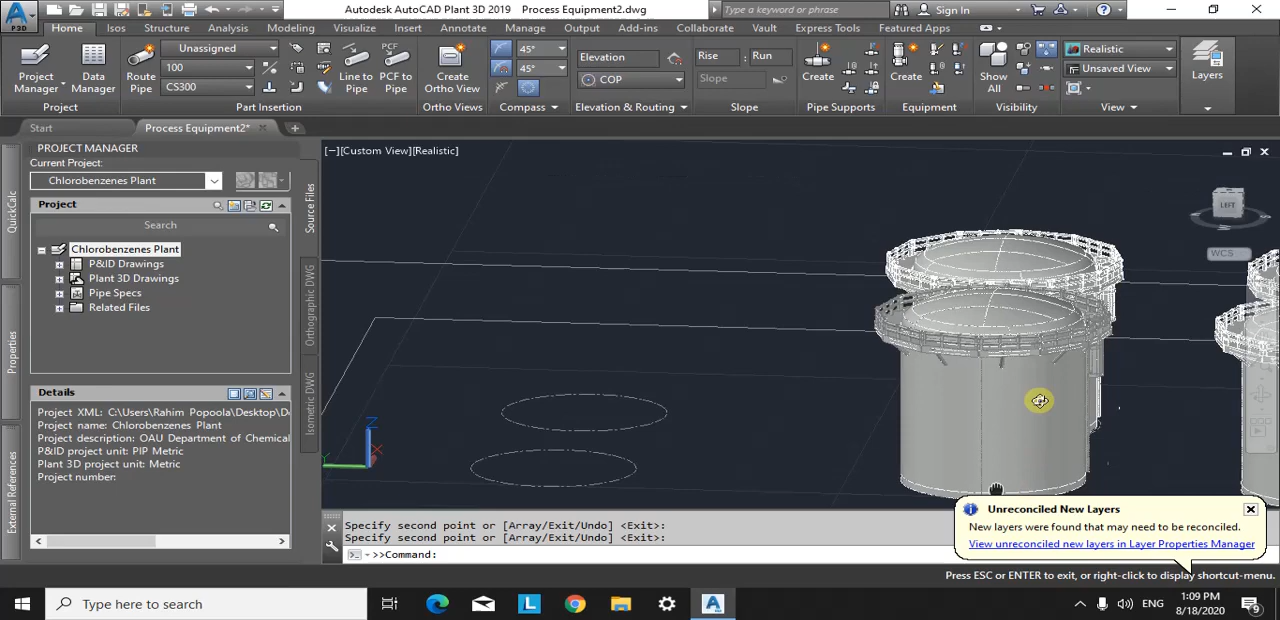 Autodesk AutoCAD Plant 3D 2019 Process Equipment2.dwg
Type a keyword or phrase
Sign In
P3D
Home Isos Structure Analysis Modeling Visualize Insert Annotate Manage Output Add-ins Collaborate Vault Express Tools Featured Apps
Project Manager
Data Manager
Project
Route Pipe
Unassigned
100
CS300
Line to Pipe
PCF to Pipe
Part Insertion
Create Ortho View
Ortho Views
45°
45°
Compass
Elevation
COP
Elevation & Routing
Rise : Run
Slope
Slope
Create
Pipe Supports
Create
Equipment
Show All
Visibility
Realistic
Unsaved View
View
Layers
Start
Process Equipment2*
PROJECT MANAGER
Current Project:
Chlorobenzenes Plant
Project
Search
Chlorobenzenes Plant
P&ID Drawings
Plant 3D Drawings
Pipe Specs
Related Files
Details
Project XML: C:\Users\Rahim Popoola\Desktop\De
Project name: Chlorobenzenes Plant
Project description: OAU Department of Chemical
P&ID project unit: PIP Metric
Plant 3D project unit: Metric
Project number:
QuickCalc
Properties
External References
Source Files
Orthographic DWG
Isometric DWG
[−][Custom View][Realistic]
LEFT
WCS
Z
X
Y
Specify second point or [Array/Exit/Undo] <Exit>:
Specify second point or [Array/Exit/Undo] <Exit>:
>>Command:
Unreconciled New Layers
New layers were found that may need to be reconciled.
View unreconciled new layers in Layer Properties Manager
Press ESC or ENTER to exit, or right-click to display shortcut-menu.
Type here to search
P3D
ENG
1:09 PM
8/18/2020
9